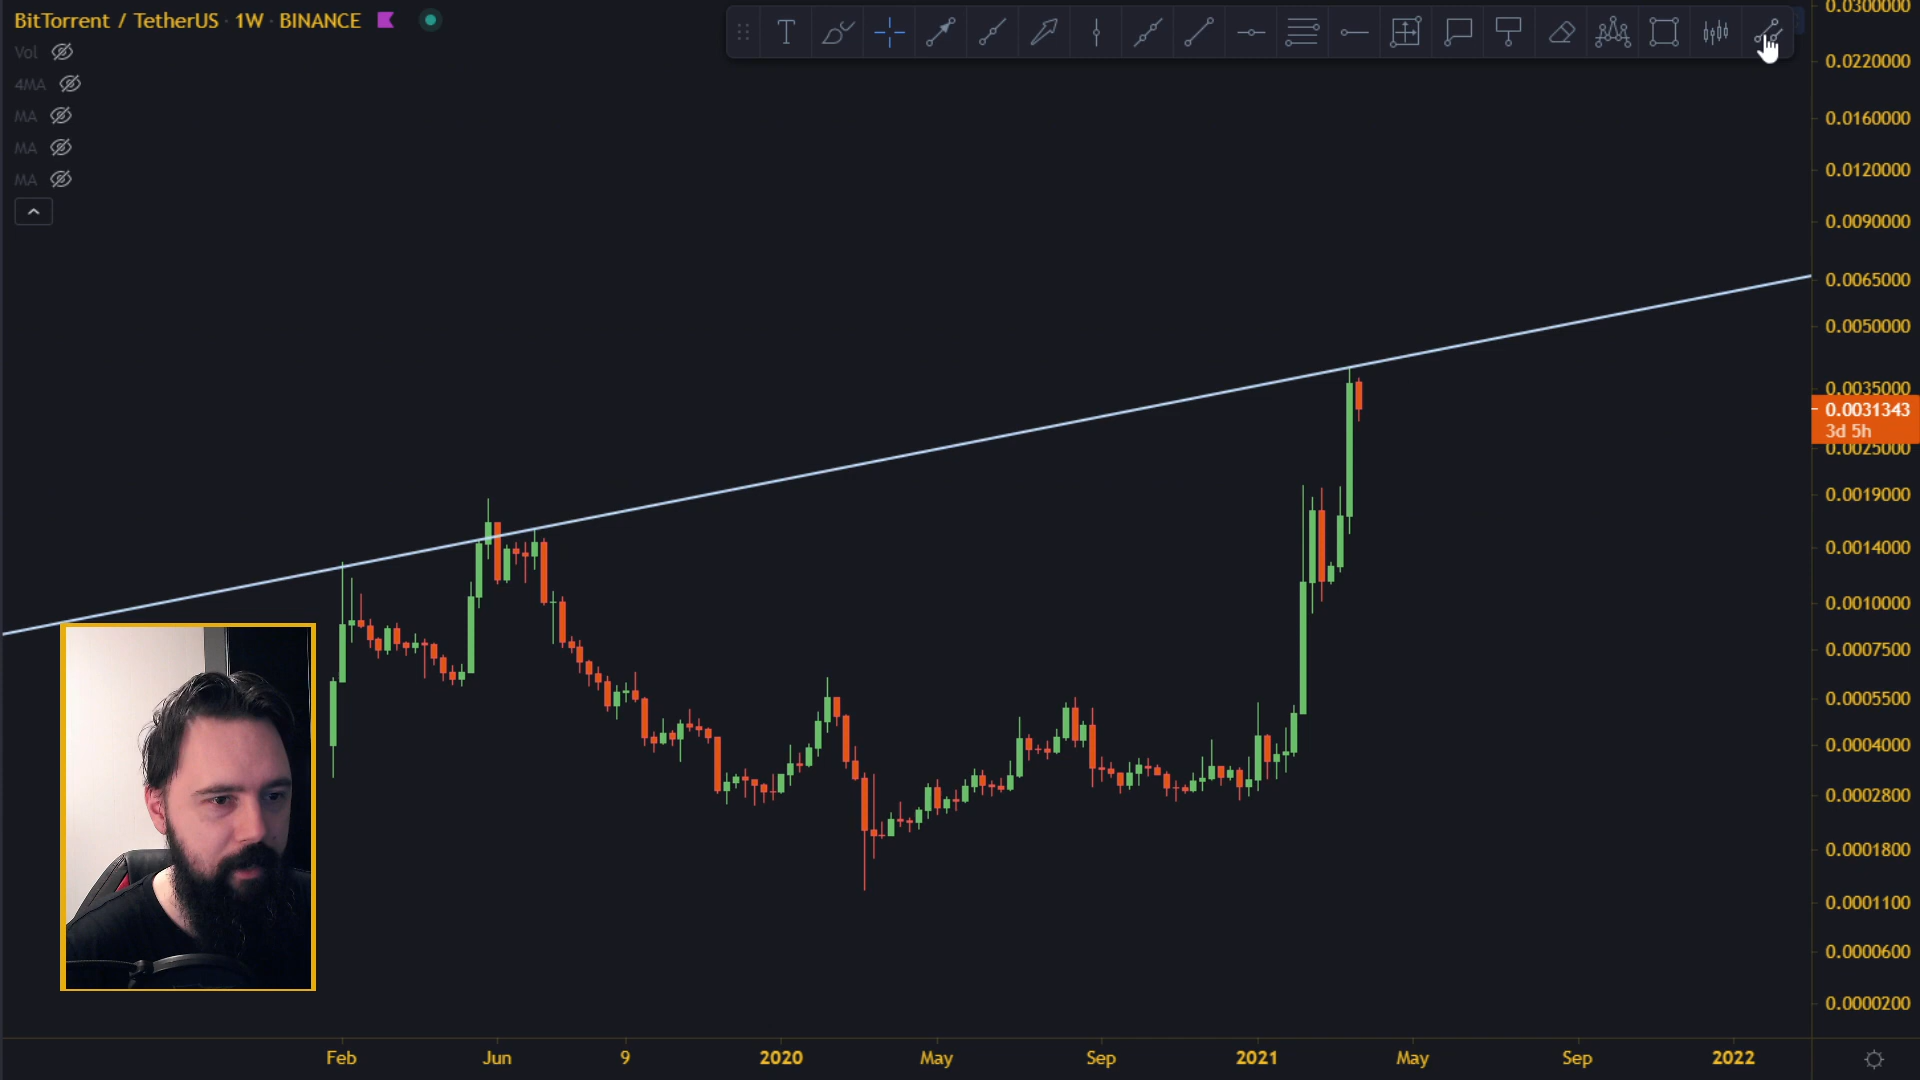 BitTorrent / TetherUS · 1W · BINANCE
Vol
4MA
MA
MA
MA
T
0.0300000
0.0220000
0.0160000
0.0120000
0.0090000
0.0065000
0.0050000
0.0035000
0.0031343
3d 5h
0.0025000
0.0019000
0.0014000
0.0010000
0.0007500
0.0005500
0.0004000
0.0002800
0.0001800
0.0001100
0.0000600
0.0000200
Feb Jun 9 2020 May Sep 2021 May Sep 2022